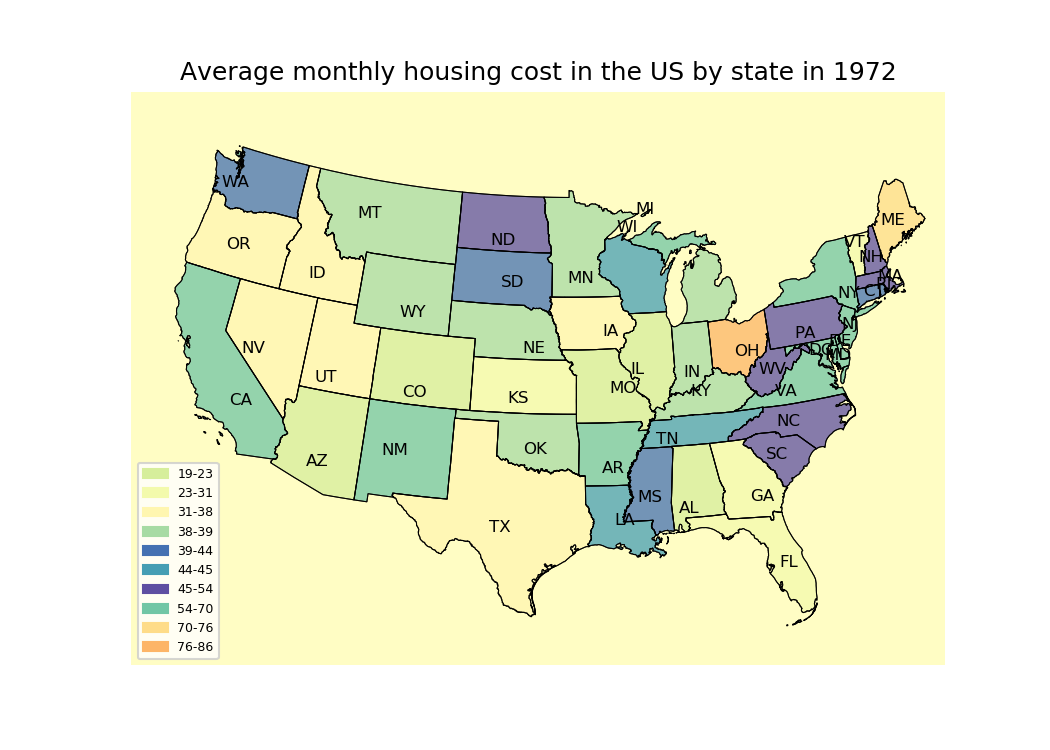 Average monthly housing cost in the US by state in 1972
WA
MT
ND
MI
ME
OR
WI
VT
ID
SD
MN
NH
MA
WY
NY
CT
RI
NV
NE
IA
PA
NJ
UT
IL
OH
DE
DC
MD
CO
KS
MO
IN
WV
CA
KY
VA
AZ
NM
OK
TN
NC
AR
SC
TX
LA
MS
AL
GA
FL
19-23
23-31
31-38
38-39
39-44
44-45
45-54
54-70
70-76
76-86